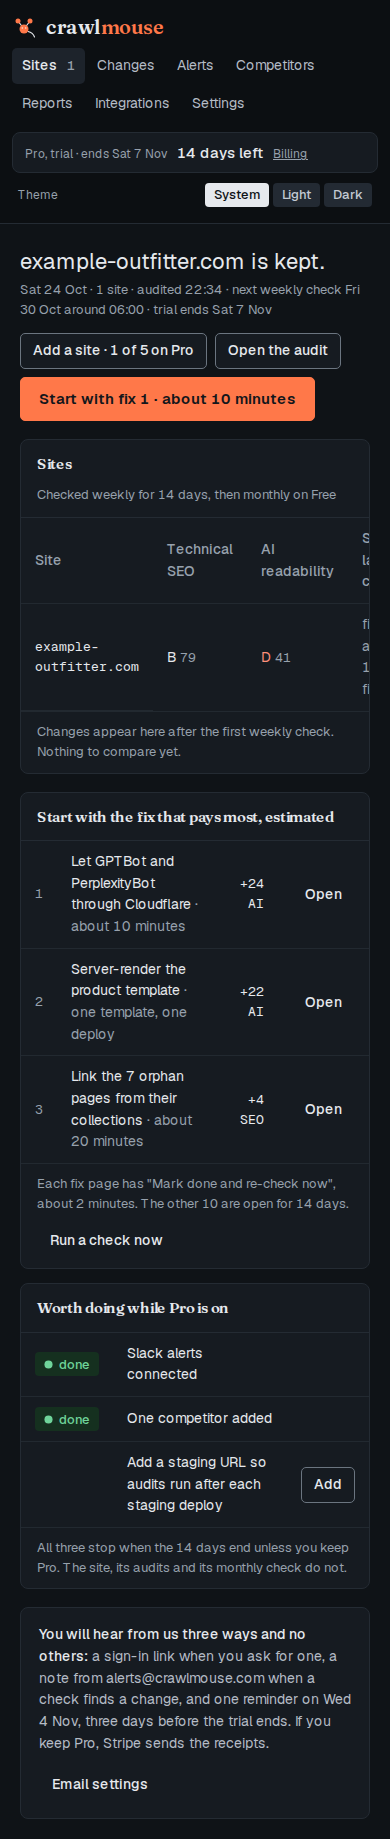 crawlmouse
Sites 1 Changes Alerts Competitors
Reports Integrations Settings
Pro, trial · ends Sat 7 Nov 14 days left Billing
Theme System Light Dark
example-outfitter.com is kept.
Sat 24 Oct · 1 site · audited 22:34 · next weekly check Fri
30 Oct around 06:00 · trial ends Sat 7 Nov
Add a site · 1 of 5 on Pro Open the audit
Start with fix 1 · about 10 minutes
Sites
Checked weekly for 14 days, then monthly on Free
Site Technical SEO AI readability
example-outfitter.com B 79 D 41
Changes appear here after the first weekly check.
Nothing to compare yet.
Start with the fix that pays most, estimated
1 Let GPTBot and PerplexityBot through Cloudflare · about 10 minutes +24 AI Open
2 Server-render the product template · one template, one deploy +22 AI Open
3 Link the 7 orphan pages from their collections · about 20 minutes +4 SEO Open
Each fix page has "Mark done and re-check now",
about 2 minutes. The other 10 are open for 14 days.
Run a check now
Worth doing while Pro is on
done Slack alerts connected
done One competitor added
Add a staging URL so audits run after each staging deploy Add
All three stop when the 14 days end unless you keep
Pro. The site, its audits and its monthly check do not.
You will hear from us three ways and no
others: a sign-in link when you ask for one, a
note from alerts@crawlmouse.com when a
check finds a change, and one reminder on Wed
4 Nov, three days before the trial ends. If you
keep Pro, Stripe sends the receipts.
Email settings